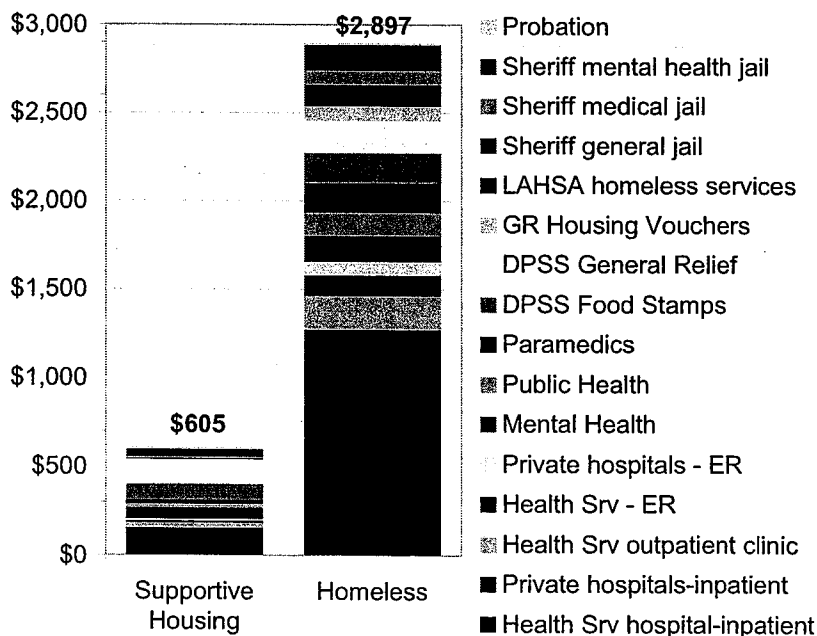 $3,000
$2,500
$2,000
$1,500
$1,000
$500
$0
$605
$2,897
Supportive
Housing
Homeless
Probation
Sheriff mental health jail
Sheriff medical jail
Sheriff general jail
LAHSA homeless services
GR Housing Vouchers
DPSS General Relief
DPSS Food Stamps
Paramedics
Public Health
Mental Health
Private hospitals - ER
Health Srv - ER
Health Srv outpatient clinic
Private hospitals-inpatient
Health Srv hospital-inpatient